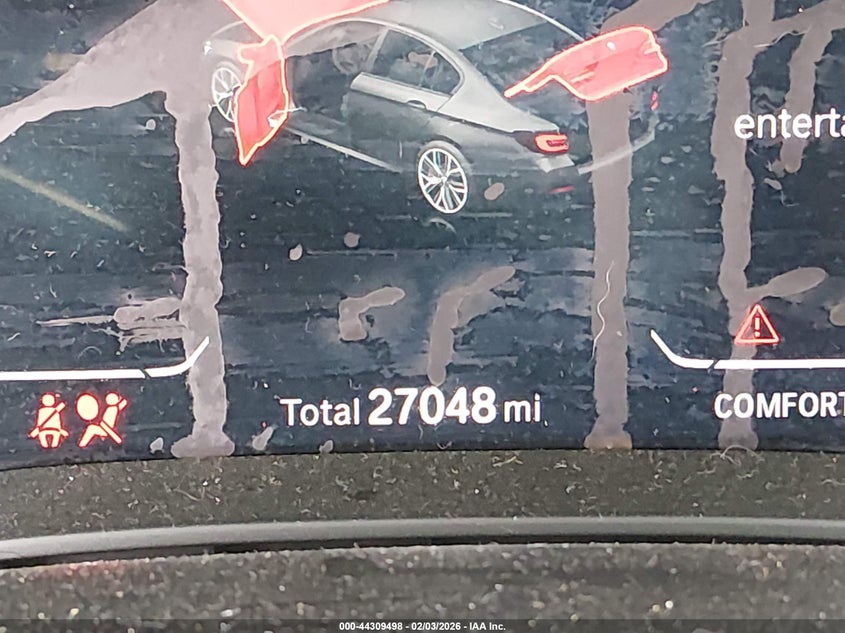 enterta
Total 27048 mi
COMFORT
000-44309498 - 02/03/2026 - IAA Inc.